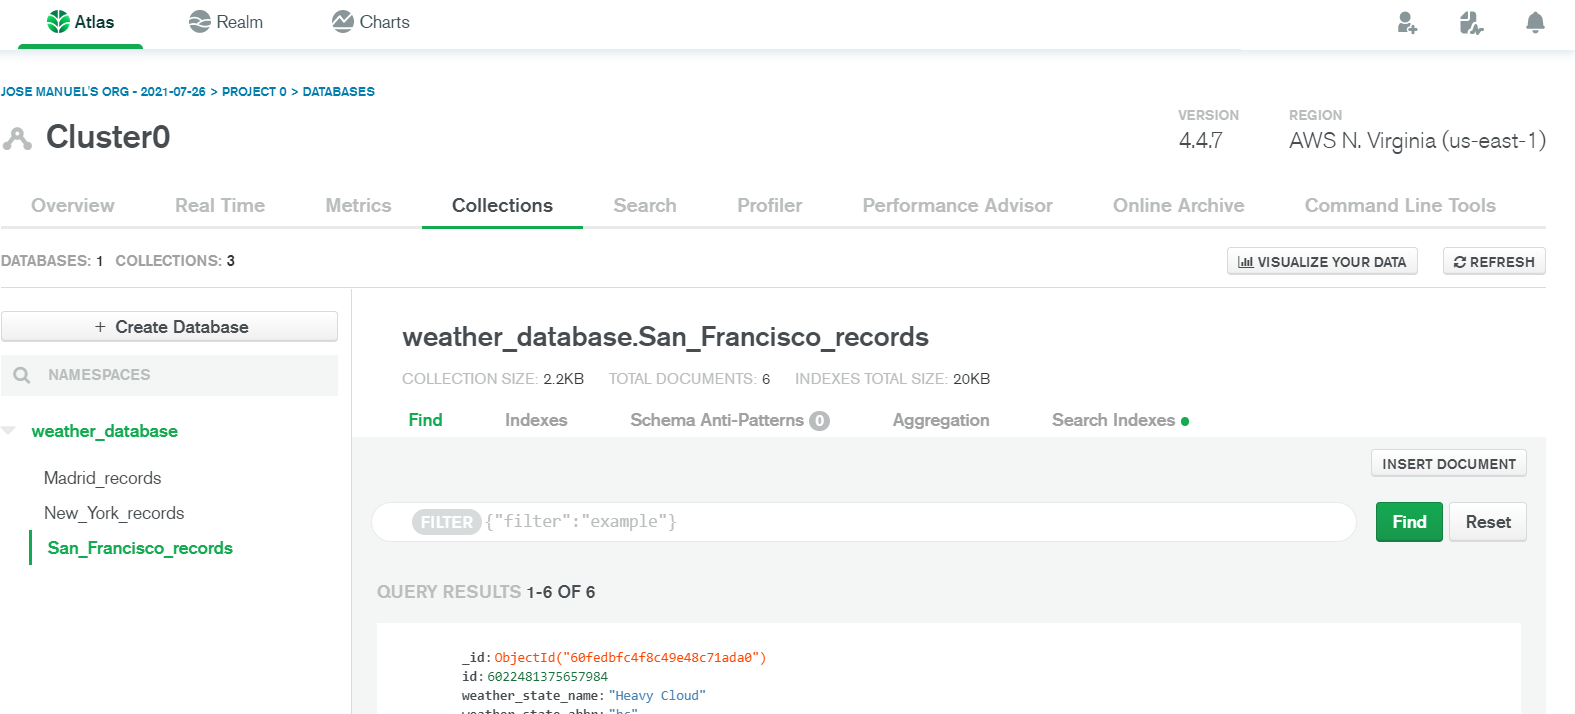 Atlas Realm Charts
JOSE MANUEL'S ORG - 2021-07-26 > PROJECT 0 > DATABASES
Cluster0
VERSION REGION
4.4.7 AWS N. Virginia (us-east-1)
Overview Real Time Metrics Collections Search Profiler Performance Advisor Online Archive Command Line Tools
DATABASES: 1 COLLECTIONS: 3 VISUALIZE YOUR DATA REFRESH
+ Create Database
NAMESPACES
weather_database
Madrid_records
New_York_records
San_Francisco_records
weather_database.San_Francisco_records
COLLECTION SIZE: 2.2KB TOTAL DOCUMENTS: 6 INDEXES TOTAL SIZE: 20KB
Find Indexes Schema Anti-Patterns 0 Aggregation Search Indexes
INSERT DOCUMENT
FILTER {"filter":"example"} Find Reset
QUERY RESULTS 1-6 OF 6
_id: ObjectId("60fedbfc4f8c49e48c71ada0")
id: 6022481375657984
weather_state_name: "Heavy Cloud"
weather_state_abbr: "hc"